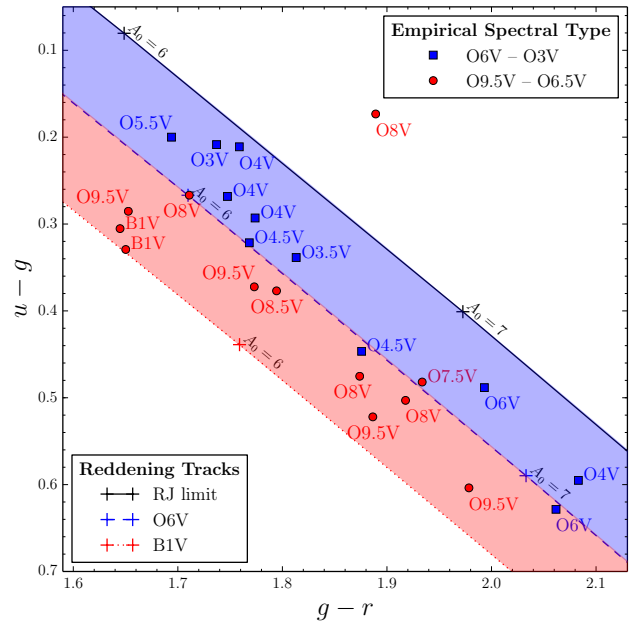 Empirical Spectral Type
O6V – O3V
O9.5V – O6.5V
A₀ = 6
O8V
O5.5V
O3V
O4V
O4V
O9.5V
O8V
A₀ = 6
O4V
B1V
B1V
O4.5V
O3.5V
O9.5V
O8.5V
A₀ = 7
A₀ = 6
O4.5V
O8V
O7.5V
O6V
O8V
O9.5V
O4V
A₀ = 7
O9.5V
O6V
Reddening Tracks
RJ limit
O6V
B1V
0.1
0.2
0.3
0.4
0.5
0.6
0.7
u − g
1.6
1.7
1.8
1.9
2.0
2.1
g − r